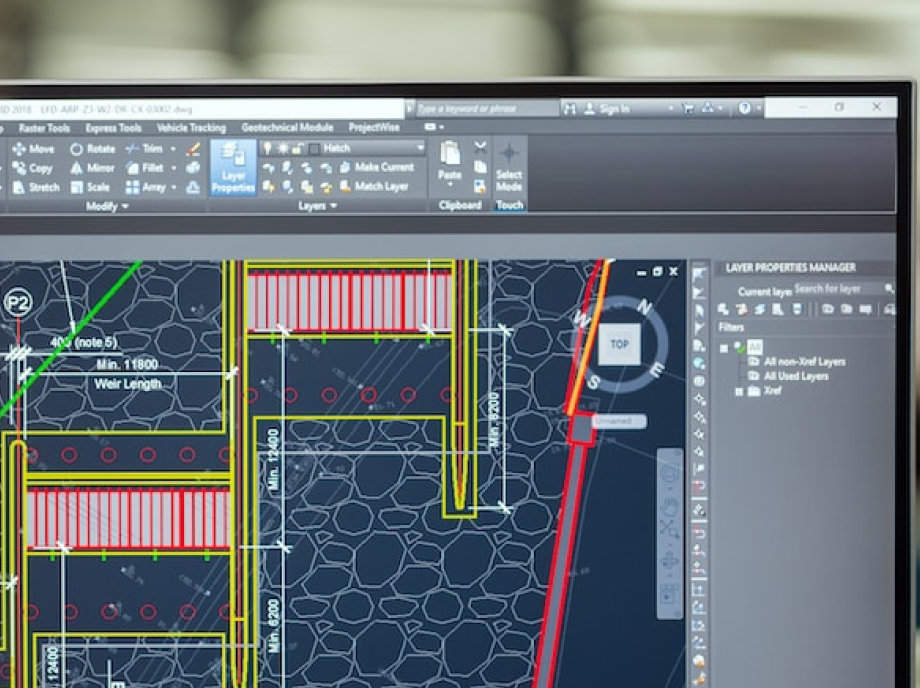 3D 2018 LFD-ARP-Z3-W2-DR-CX-03002.dwg
Type a keyword or phrase
Sign In
Raster Tools Express Tools Vehicle Tracking Geotechnical Module ProjectWise
Move Rotate Trim
Copy Mirror Fillet
Stretch Scale Array
Modify
Layer Properties
Hatch
Make Current
Match Layer
Layers
Paste
Clipboard
Select Mode
Touch
LAYER PROPERTIES MANAGER
Current layer
Search for layer
Filters
All
All non-Xref Layers
All Used Layers
Xref
N
W
TOP
E
S
Unnamed
P2
400 (note 5)
Min. 11800
Weir Length
Min. 8200
Min. 12400
Min. 6200
12400